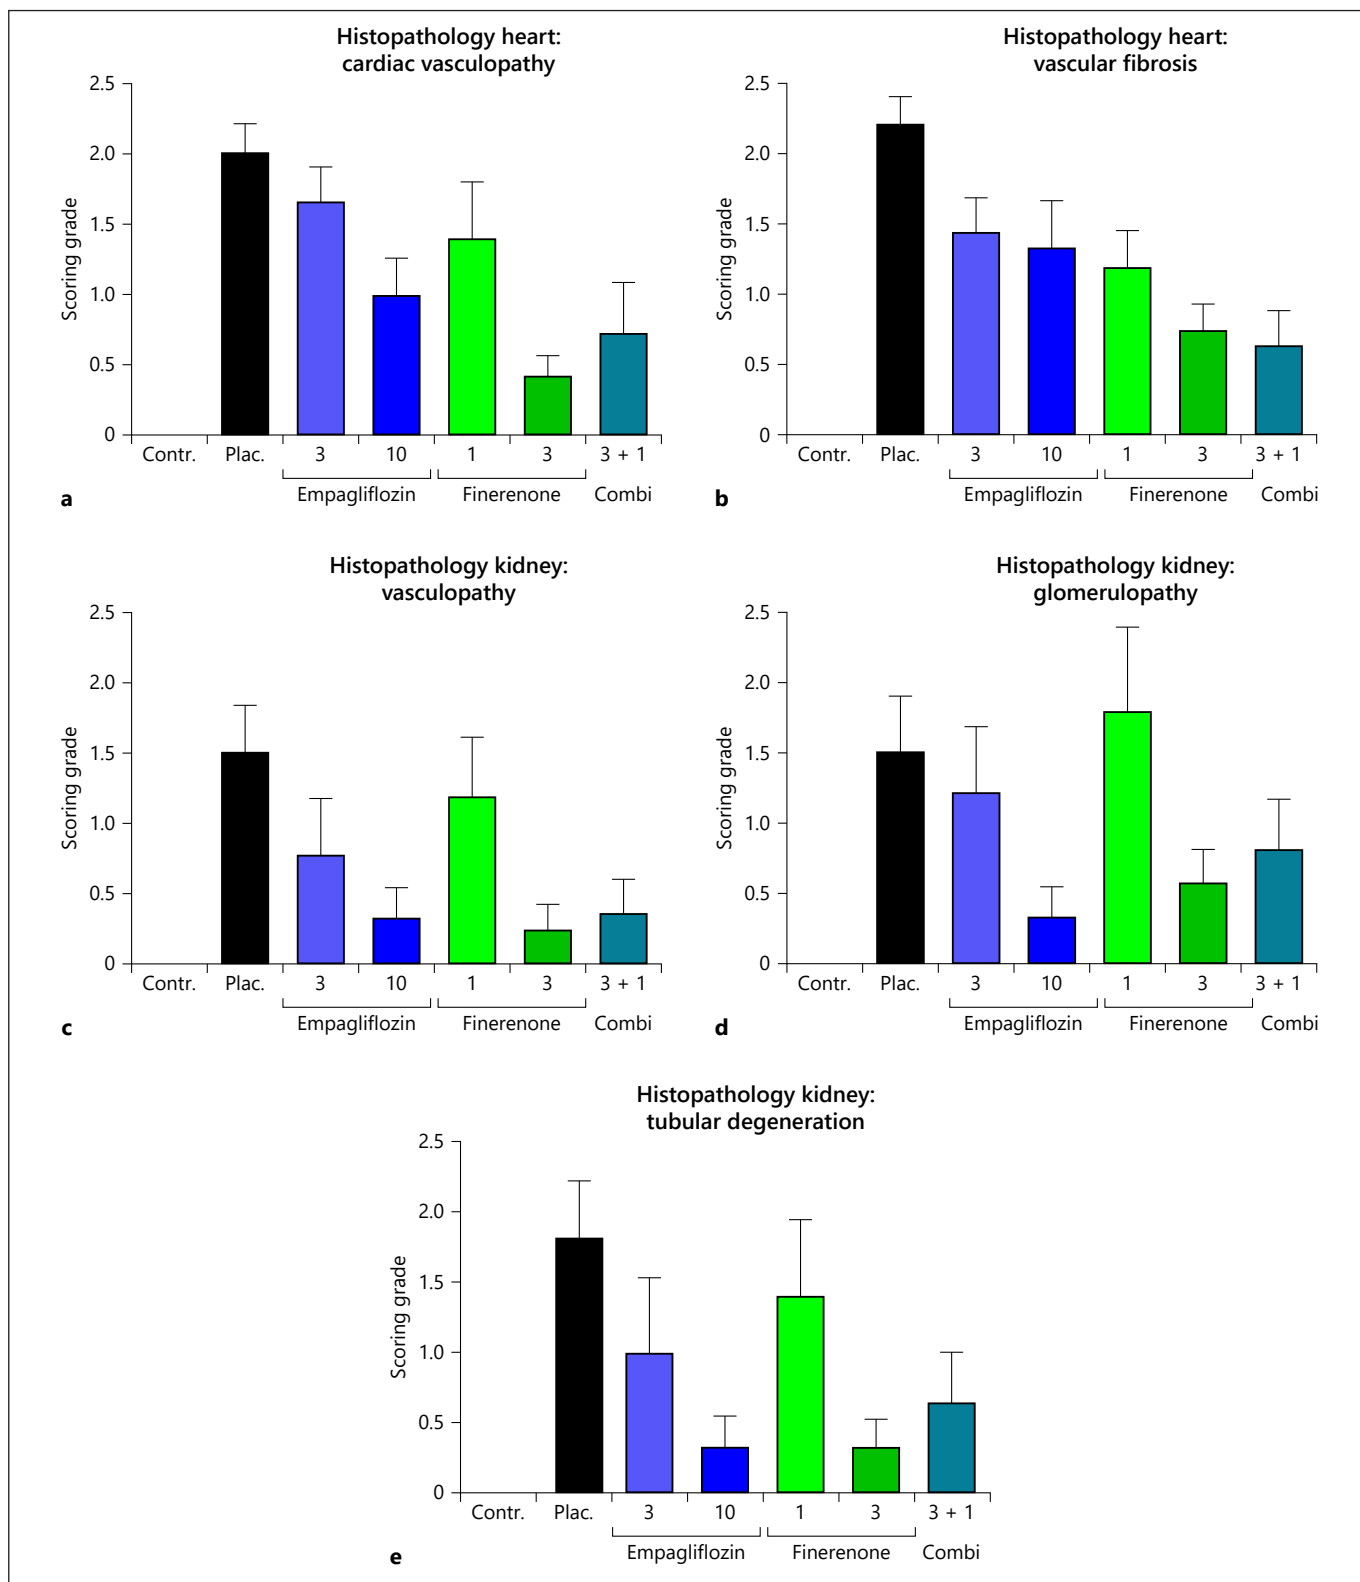 Histopathology heart:
cardiac vasculopathy
2.5
2.0
1.5
1.0
0.5
0
Scoring grade
Contr. Plac. 3 10 1 3 3 + 1
Empagliflozin Finerenone Combi
a
Histopathology heart:
vascular fibrosis
2.5
2.0
1.5
1.0
0.5
0
Scoring grade
Contr. Plac. 3 10 1 3 3 + 1
Empagliflozin Finerenone Combi
b
Histopathology kidney:
vasculopathy
2.5
2.0
1.5
1.0
0.5
0
Scoring grade
Contr. Plac. 3 10 1 3 3 + 1
Empagliflozin Finerenone Combi
c
Histopathology kidney:
glomerulopathy
2.5
2.0
1.5
1.0
0.5
0
Scoring grade
Contr. Plac. 3 10 1 3 3 + 1
Empagliflozin Finerenone Combi
d
Histopathology kidney:
tubular degeneration
2.5
2.0
1.5
1.0
0.5
0
Scoring grade
Contr. Plac. 3 10 1 3 3 + 1
Empagliflozin Finerenone Combi
e